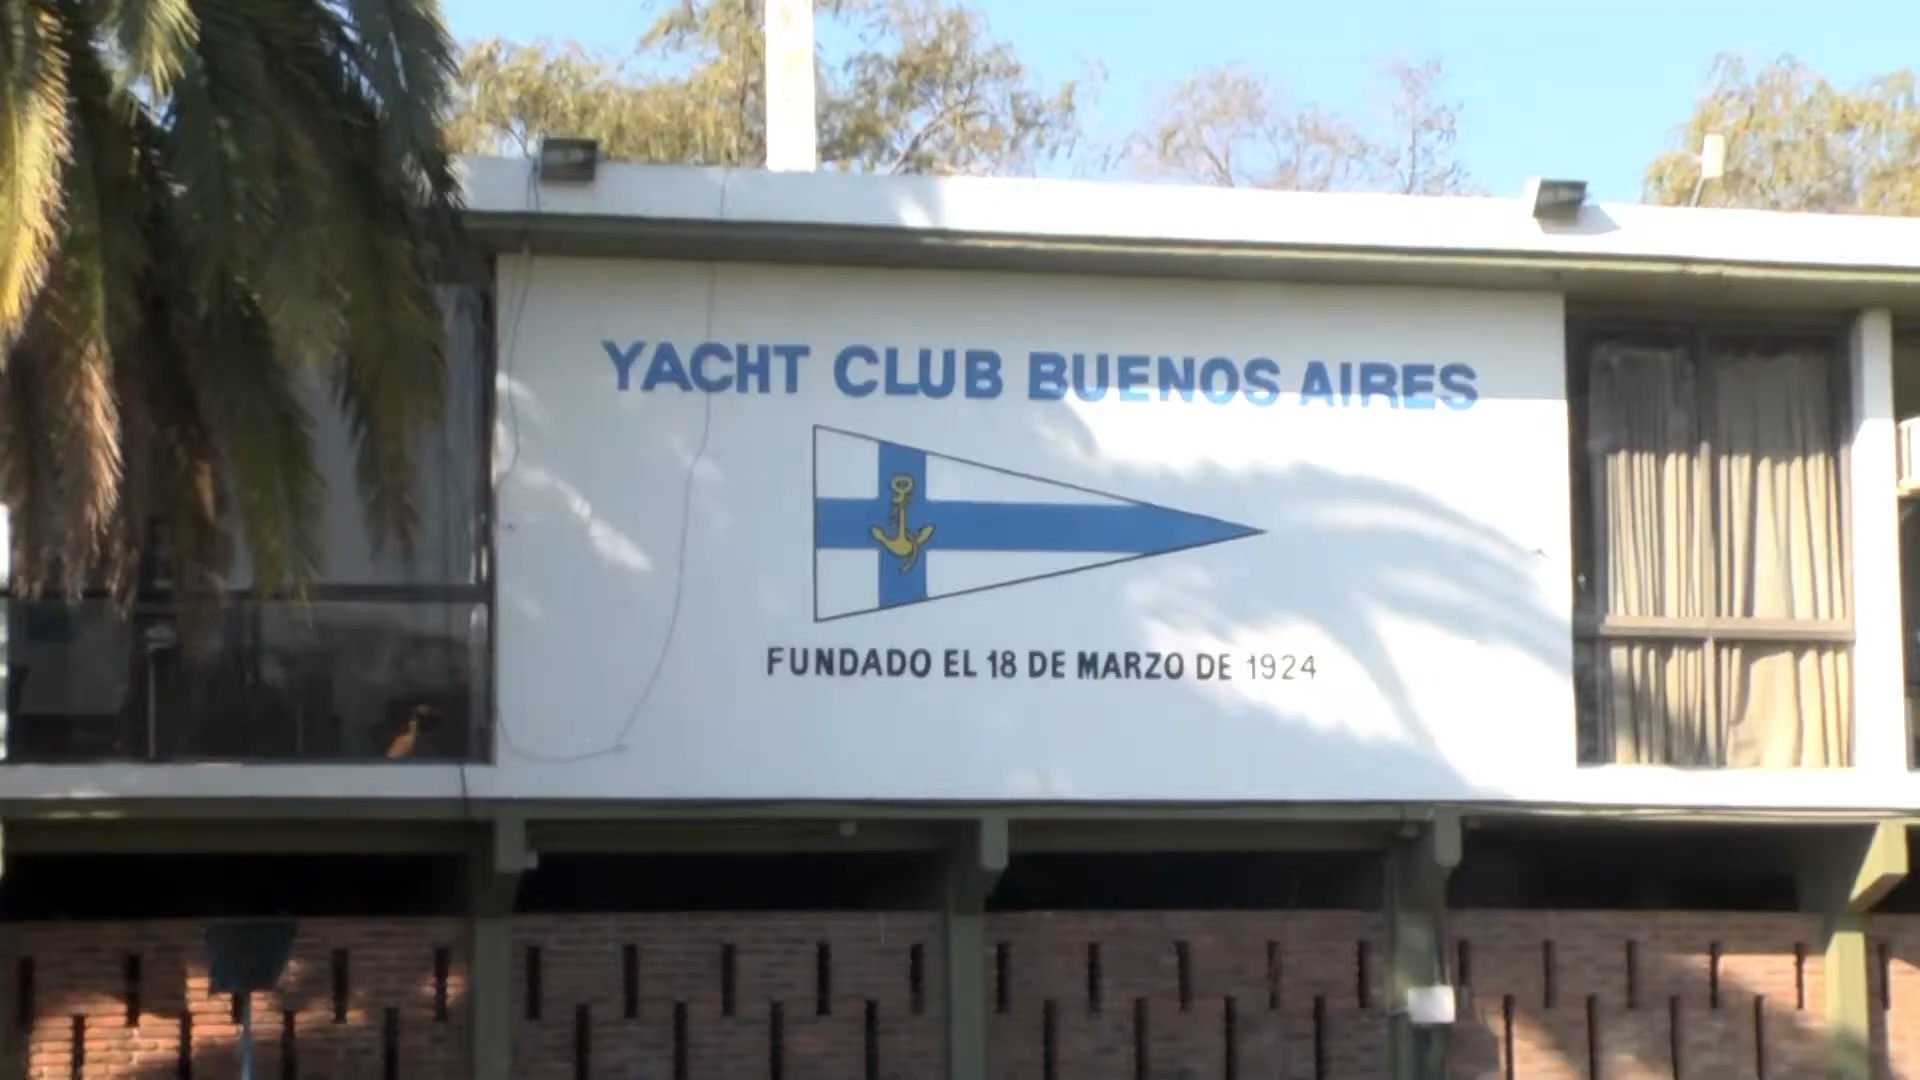 YACHT CLUB BUENOS AIRES
FUNDADO EL 18 DE MARZO DE 1924